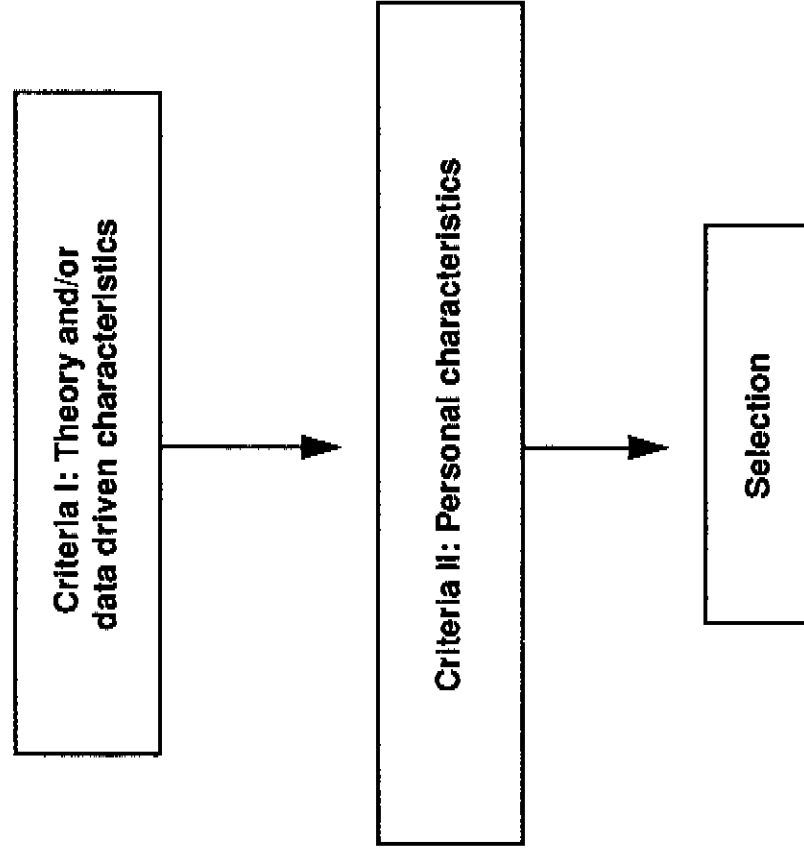 Criteria I: Theory and/or
data driven characteristics
Criteria II: Personal characteristics
Selection